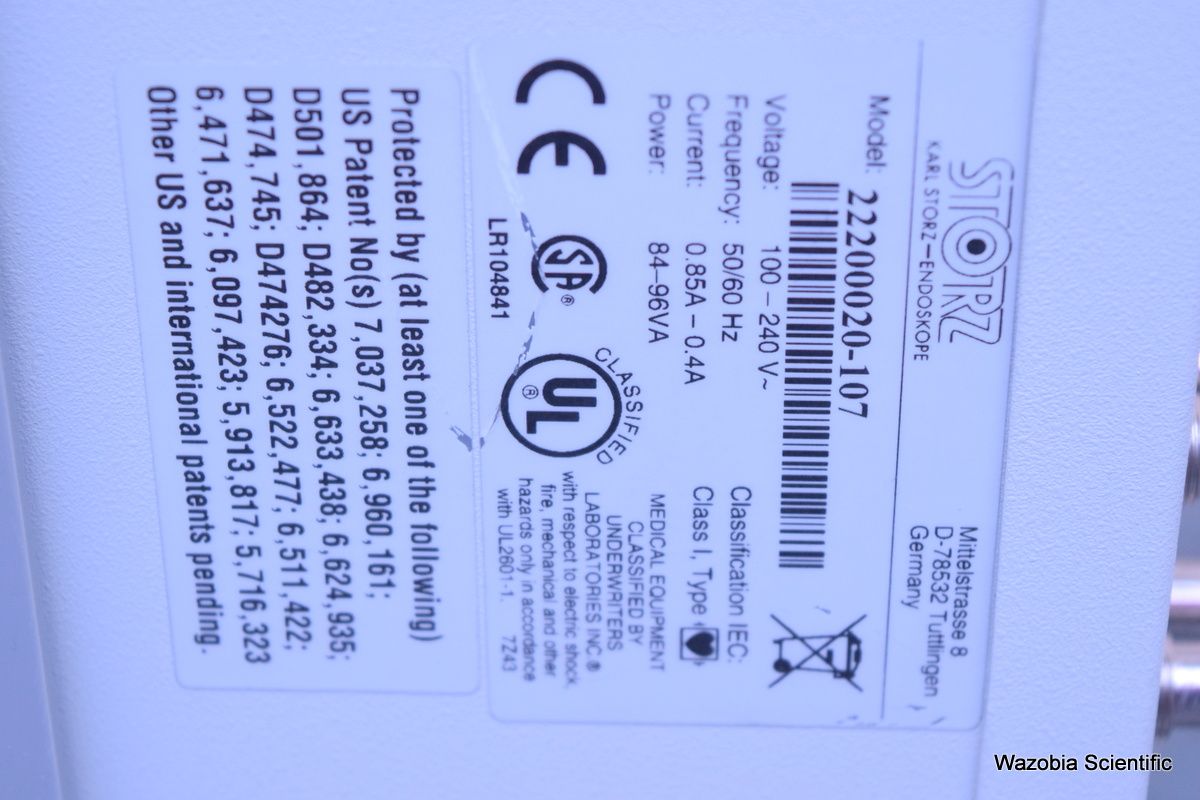 STORZ
KARL STORZ–ENDOSKOPE
Mittelstrasse 8
D-78532 Tuttlingen
Germany
Model: 222000020-107
Voltage: 100 – 240 V~
Frequency: 50/60 Hz
Current: 0.85A – 0.4A
Power: 84–96VA
Classification IEC:
Class I, Type
CE
SA®
LR104841
CLASSIFIED
UL®
MEDICAL EQUIPMENT
CLASSIFIED BY
UNDERWRITERS
LABORATORIES INC.®
with respect to electric shock,
fire, mechanical and other
hazards only in accordance
with UL2601-1. 7Z43
Protected by (at least one of the following)
US Patent No(s) 7,037,258; 6,960,161;
D501,864; D482,334; 6,633,438; 6,624,935;
D474,745; D474276; 6,522,477; 6,511,422;
6,471,637; 6,097,423; 5,913,817; 5,716,323
Other US and international patents pending.
Wazobia Scientific